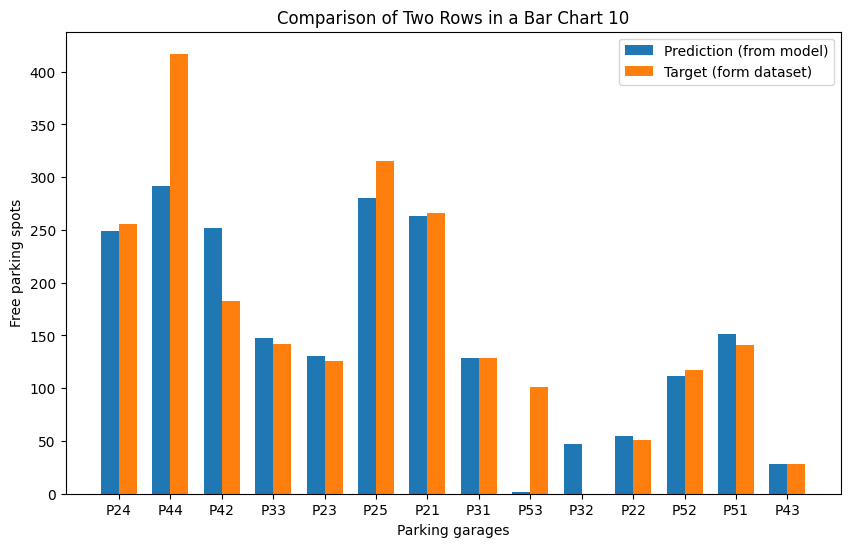 Comparison of Two Rows in a Bar Chart 10
Prediction (from model)
Target (form dataset)
Free parking spots
400
350
300
250
200
150
100
50
0
P24 P44 P42 P33 P23 P25 P21 P31 P53 P32 P22 P52 P51 P43
Parking garages